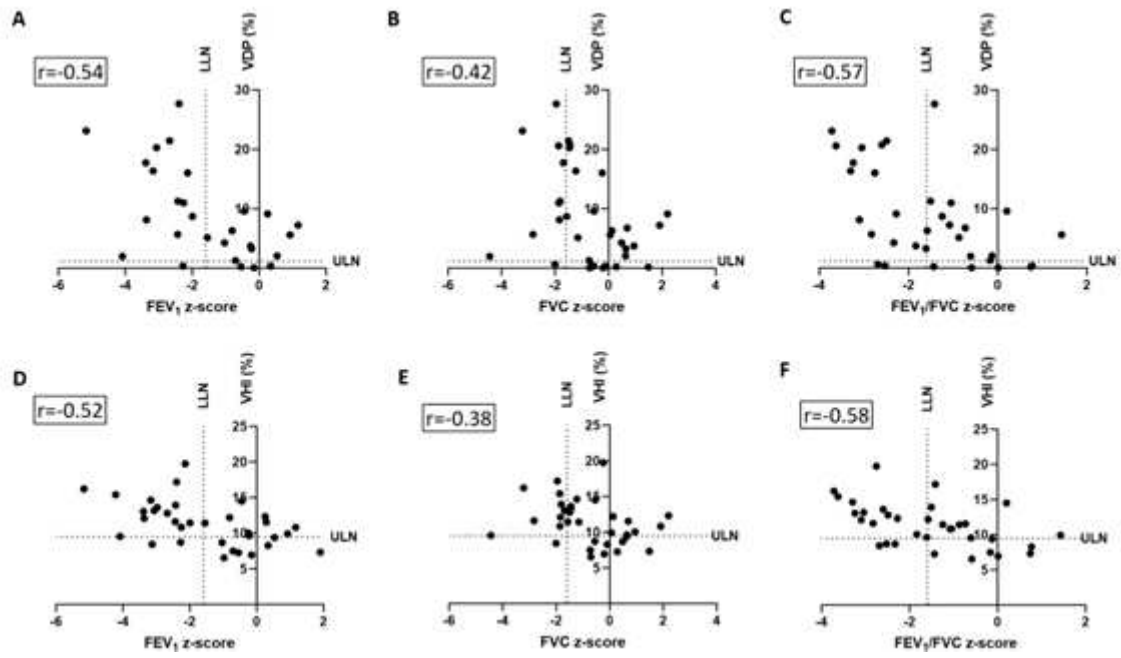 A
r=-0.54
LLN
VDP (%)
30
20
10
0
ULN
-6
-4
-2
0
2
FEV1 z-score
B
r=-0.42
LLN
VDP (%)
30
20
10
0
ULN
-6
-4
-2
0
2
4
FVC z-score
C
r=-0.57
LLN
VDP (%)
30
20
10
0
ULN
-4
-2
0
2
FEV1/FVC z-score
D
r=-0.52
LLN
VHI (%)
25
20
15
10
5
ULN
-6
-4
-2
0
2
FEV1 z-score
E
r=-0.38
LLN
VHI (%)
25
20
15
10
5
ULN
-6
-4
-2
0
2
4
FVC z-score
F
r=-0.58
LLN
VHI (%)
25
20
15
10
5
ULN
-4
-2
0
2
FEV1/FVC z-score